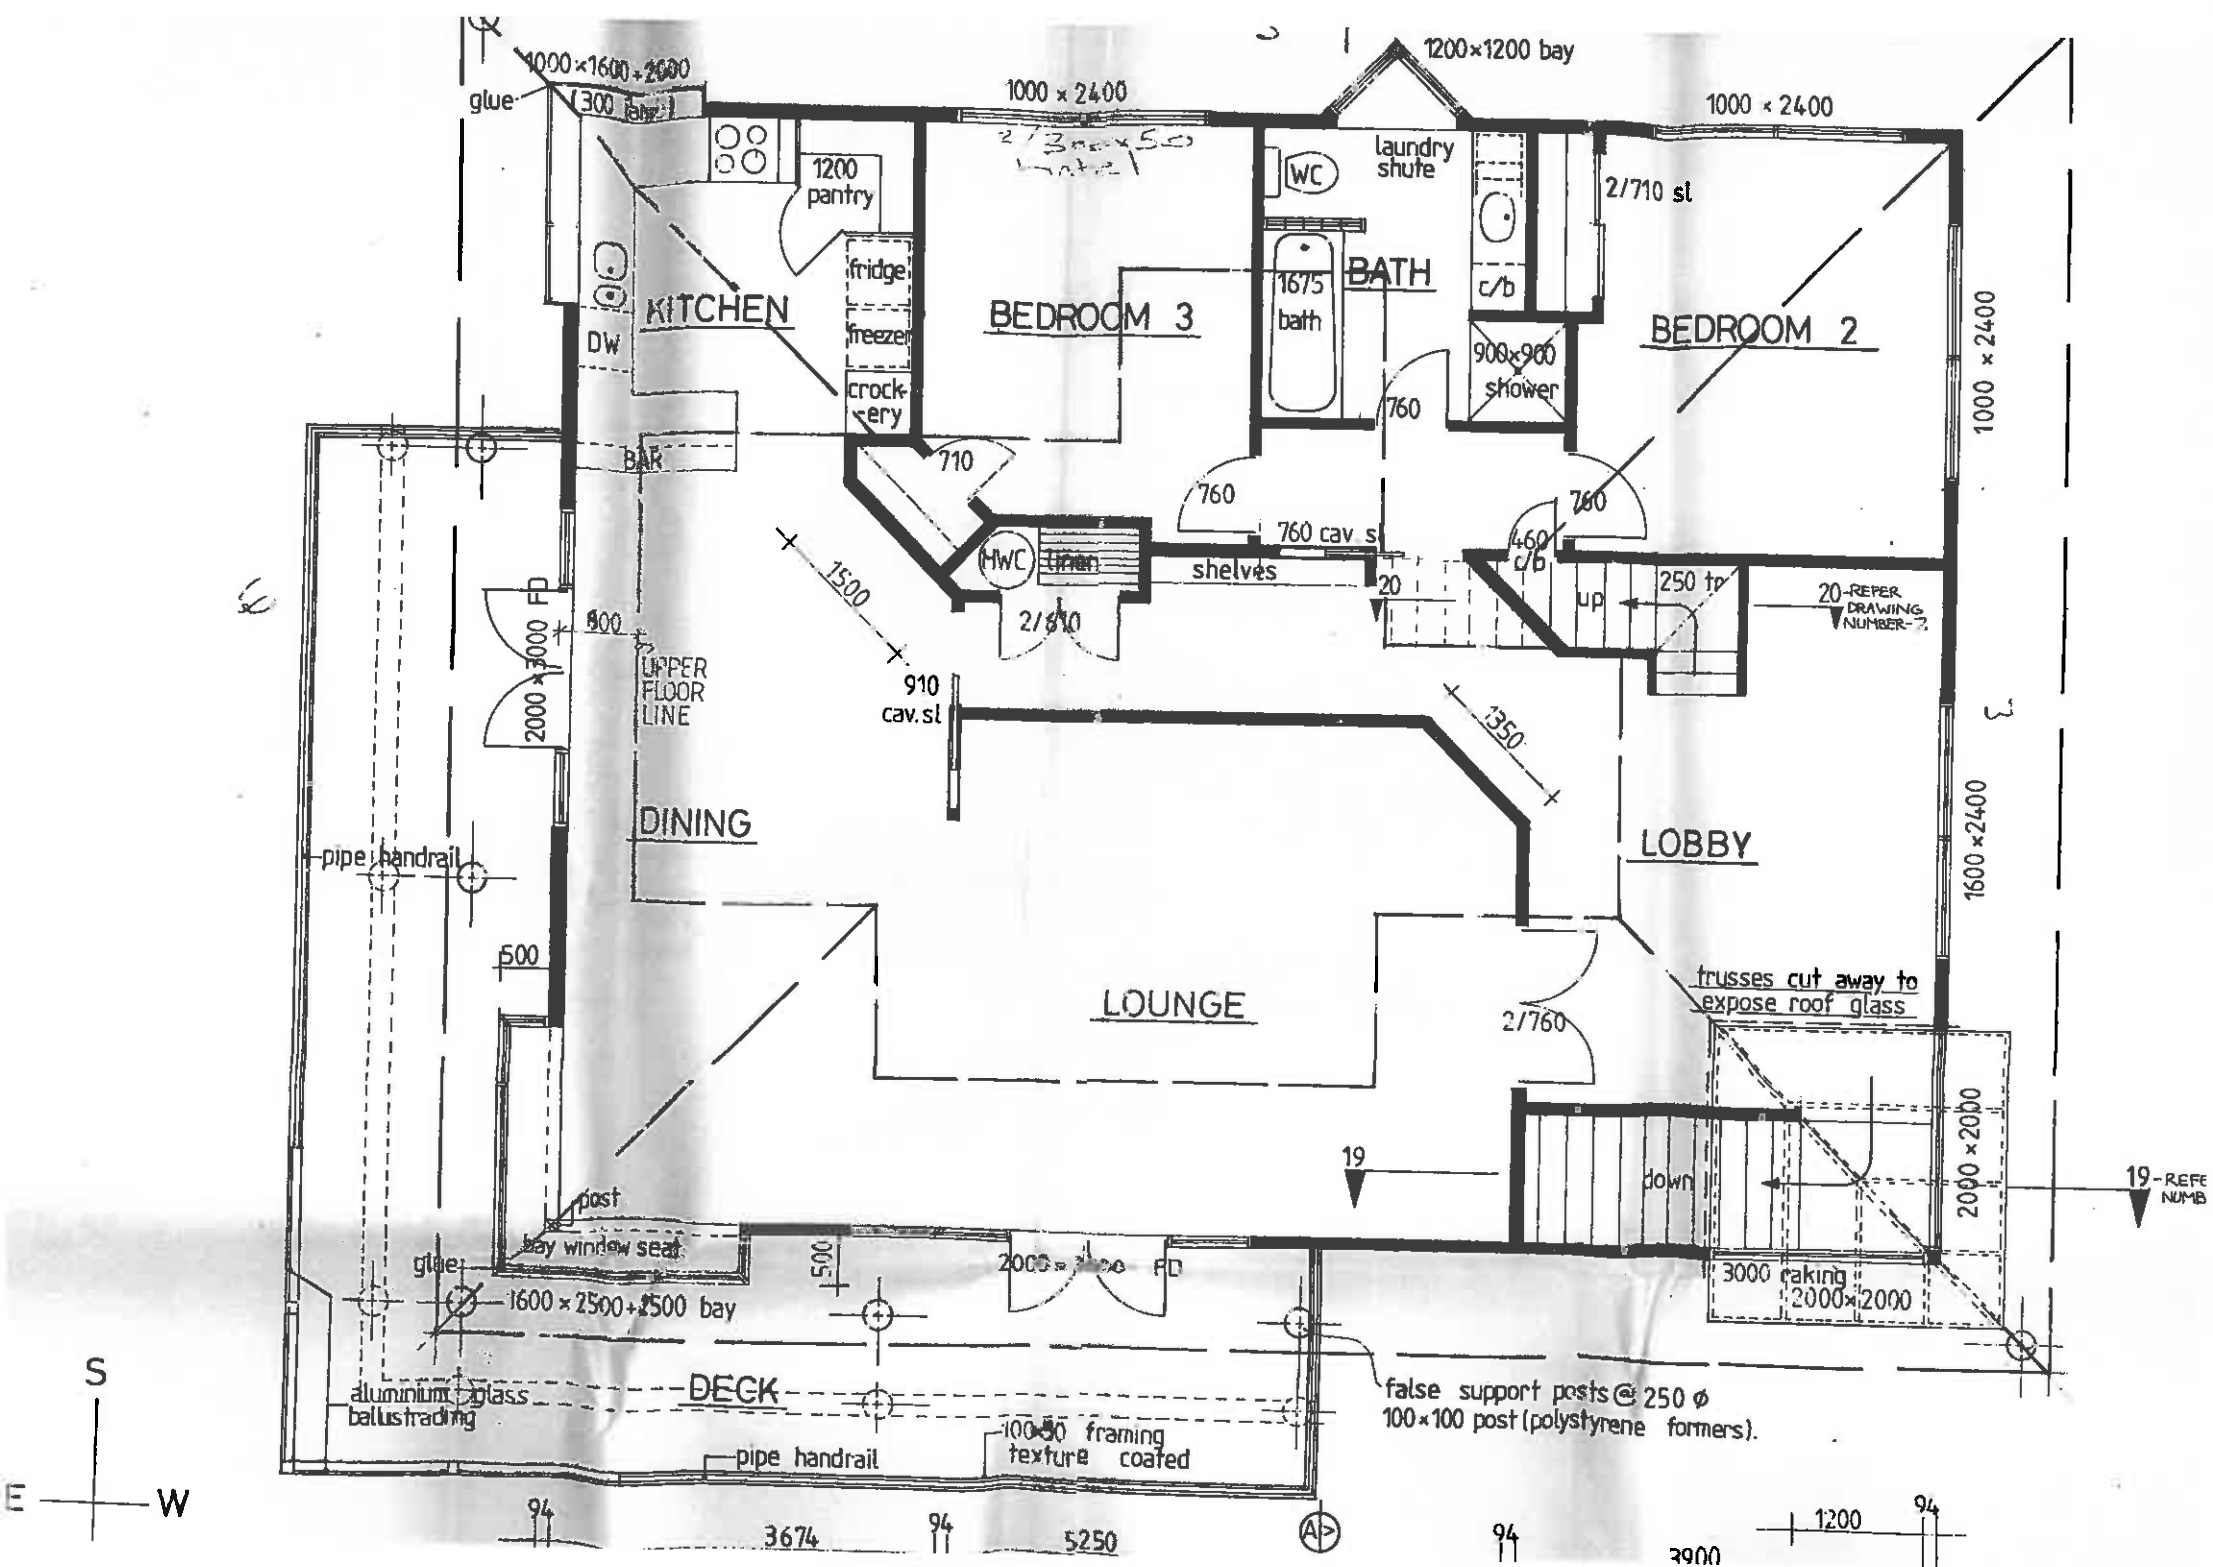 1000×1600+2000
glue
1000 × 2400
1200×1200 bay
1000 × 2400
1200
pantry
WC
laundry
shute
2/710 sl
fridge
KITCHEN
freezer
DW
crock-
-ery
BEDROOM 3
1675
bath
BATH
c/b
900×900
shower
BEDROOM 2
1000 × 2400
BAR
710
760
760
760
760 cav. sl
460
c/b
HWC
linen
shelves
20
up
250 tr
20-REFER
DRAWING
NUMBER-
1500
2/610
2000 × 3000 FD
UPPER
FLOOR
LINE
910
cav.sl
1350
DINING
LOBBY
1600×2400
pipe handrail
500
LOUNGE
2/760
trusses cut away to
expose roof glass
2000×2000
19
down
19-REFE
NUMB
post
bay window seat
glue
500
FD
3000 raking
2000×2000
1600×2500+2500 bay
DECK
aluminium glass
ballustrading
false support posts @ 250 ø
100×100 post (polystyrene formers).
100×50 framing
texture coated
pipe handrail
S
E
W
94
3674
94
5250
A
94
3900
1200
94